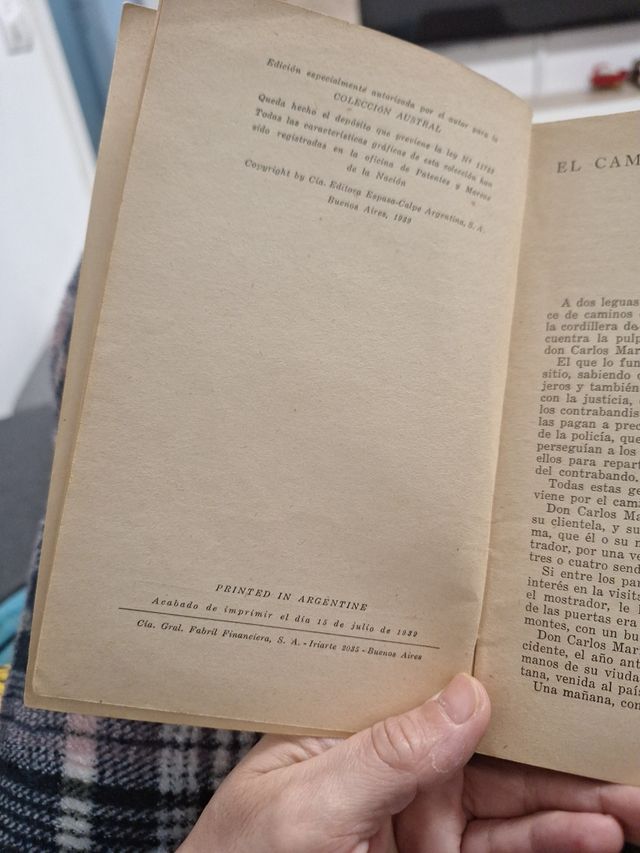 Edición especialmente autorizada por el autor para la
COLECCIÓN AUSTRAL
Queda hecho el depósito que previene la ley Nº 11723
Todas las características gráficas de esta colección han
sido registradas en la oficina de Patentes y Marcas
de la Nación
Copyright by Cía. Editora Espasa-Calpe Argentina, S. A.
Buenos Aires, 1939
PRINTED IN ARGENTINE
Acabado de imprimir el día 15 de julio de 1939
Cía. Gral. Fabril Financiera, S. A. - Iriarte 2035 - Buenos Aires
EL CAM
A dos leguas
ce de caminos
la cordillera de
cuentra la pulp
don Carlos Mar
El que lo fun
sitio, sabiendo
jeros y también
con la justicia,
los contrabandis
las pagan a prec
de la policía, que
perseguían a los
ellos para repart
del contrabando.
Todas estas ge
viene por el cam
Don Carlos Ma
su clientela, y su
ma, que él o su m
trador, por una ve
tres o cuatro send
Si entre los par
interés en la visita
el mostrador, le l
de las puertas era
montes, con un bu
Don Carlos Mari
cidente, el año ant
manos de su viuda
tana, venida al país
Una mañana, con